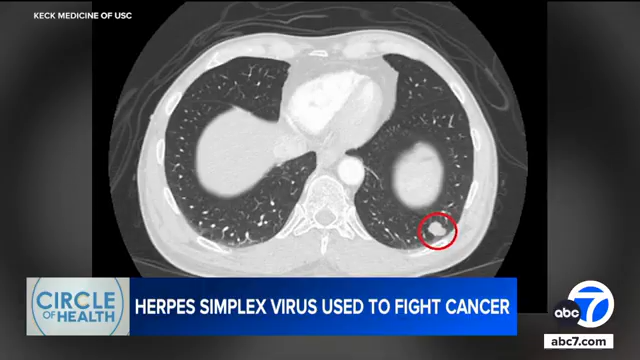 KECK MEDICINE OF USC
CIRCLE
OF HEALTH
HERPES SIMPLEX VIRUS USED TO FIGHT CANCER
abc 7
abc7.com